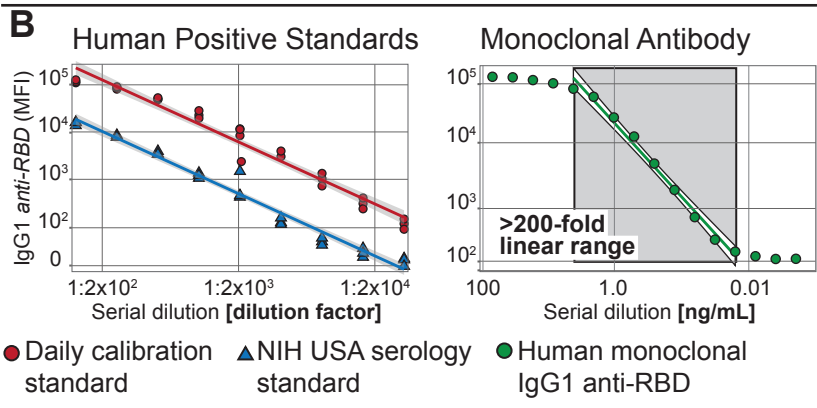 B
Human Positive Standards
IgG1 anti-RBD (MFI)
10⁵
10⁴
10³
10²
0
1:2x10²
1:2x10³
1:2x10⁴
Serial dilution [dilution factor]
Monoclonal Antibody
10⁵
10⁴
10³
10²
>200-fold
linear range
100
1.0
0.01
Serial dilution [ng/mL]
Daily calibration
standard
NIH USA serology
standard
Human monoclonal
IgG1 anti-RBD